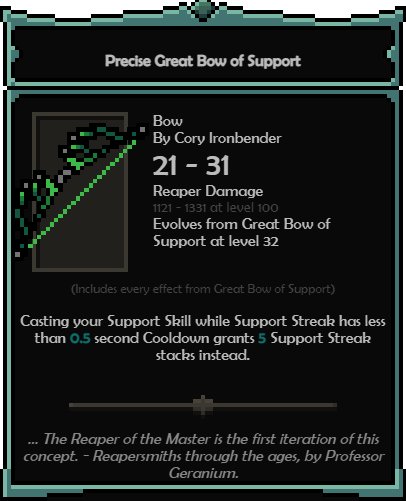 Precise Great Bow of Support
Bow
By Cory Ironbender
21 - 31
Reaper Damage
1121 - 1331 at level 100
Evolves from Great Bow of
Support at level 32
(Includes every effect from Great Bow of Support)
Casting your Support Skill while Support Streak has less
than 0.5 second Cooldown grants 5 Support Streak
stacks instead.
... The Reaper of the Master is the first iteration of this
concept. - Reapersmiths through the ages, by Professor
Geranium.